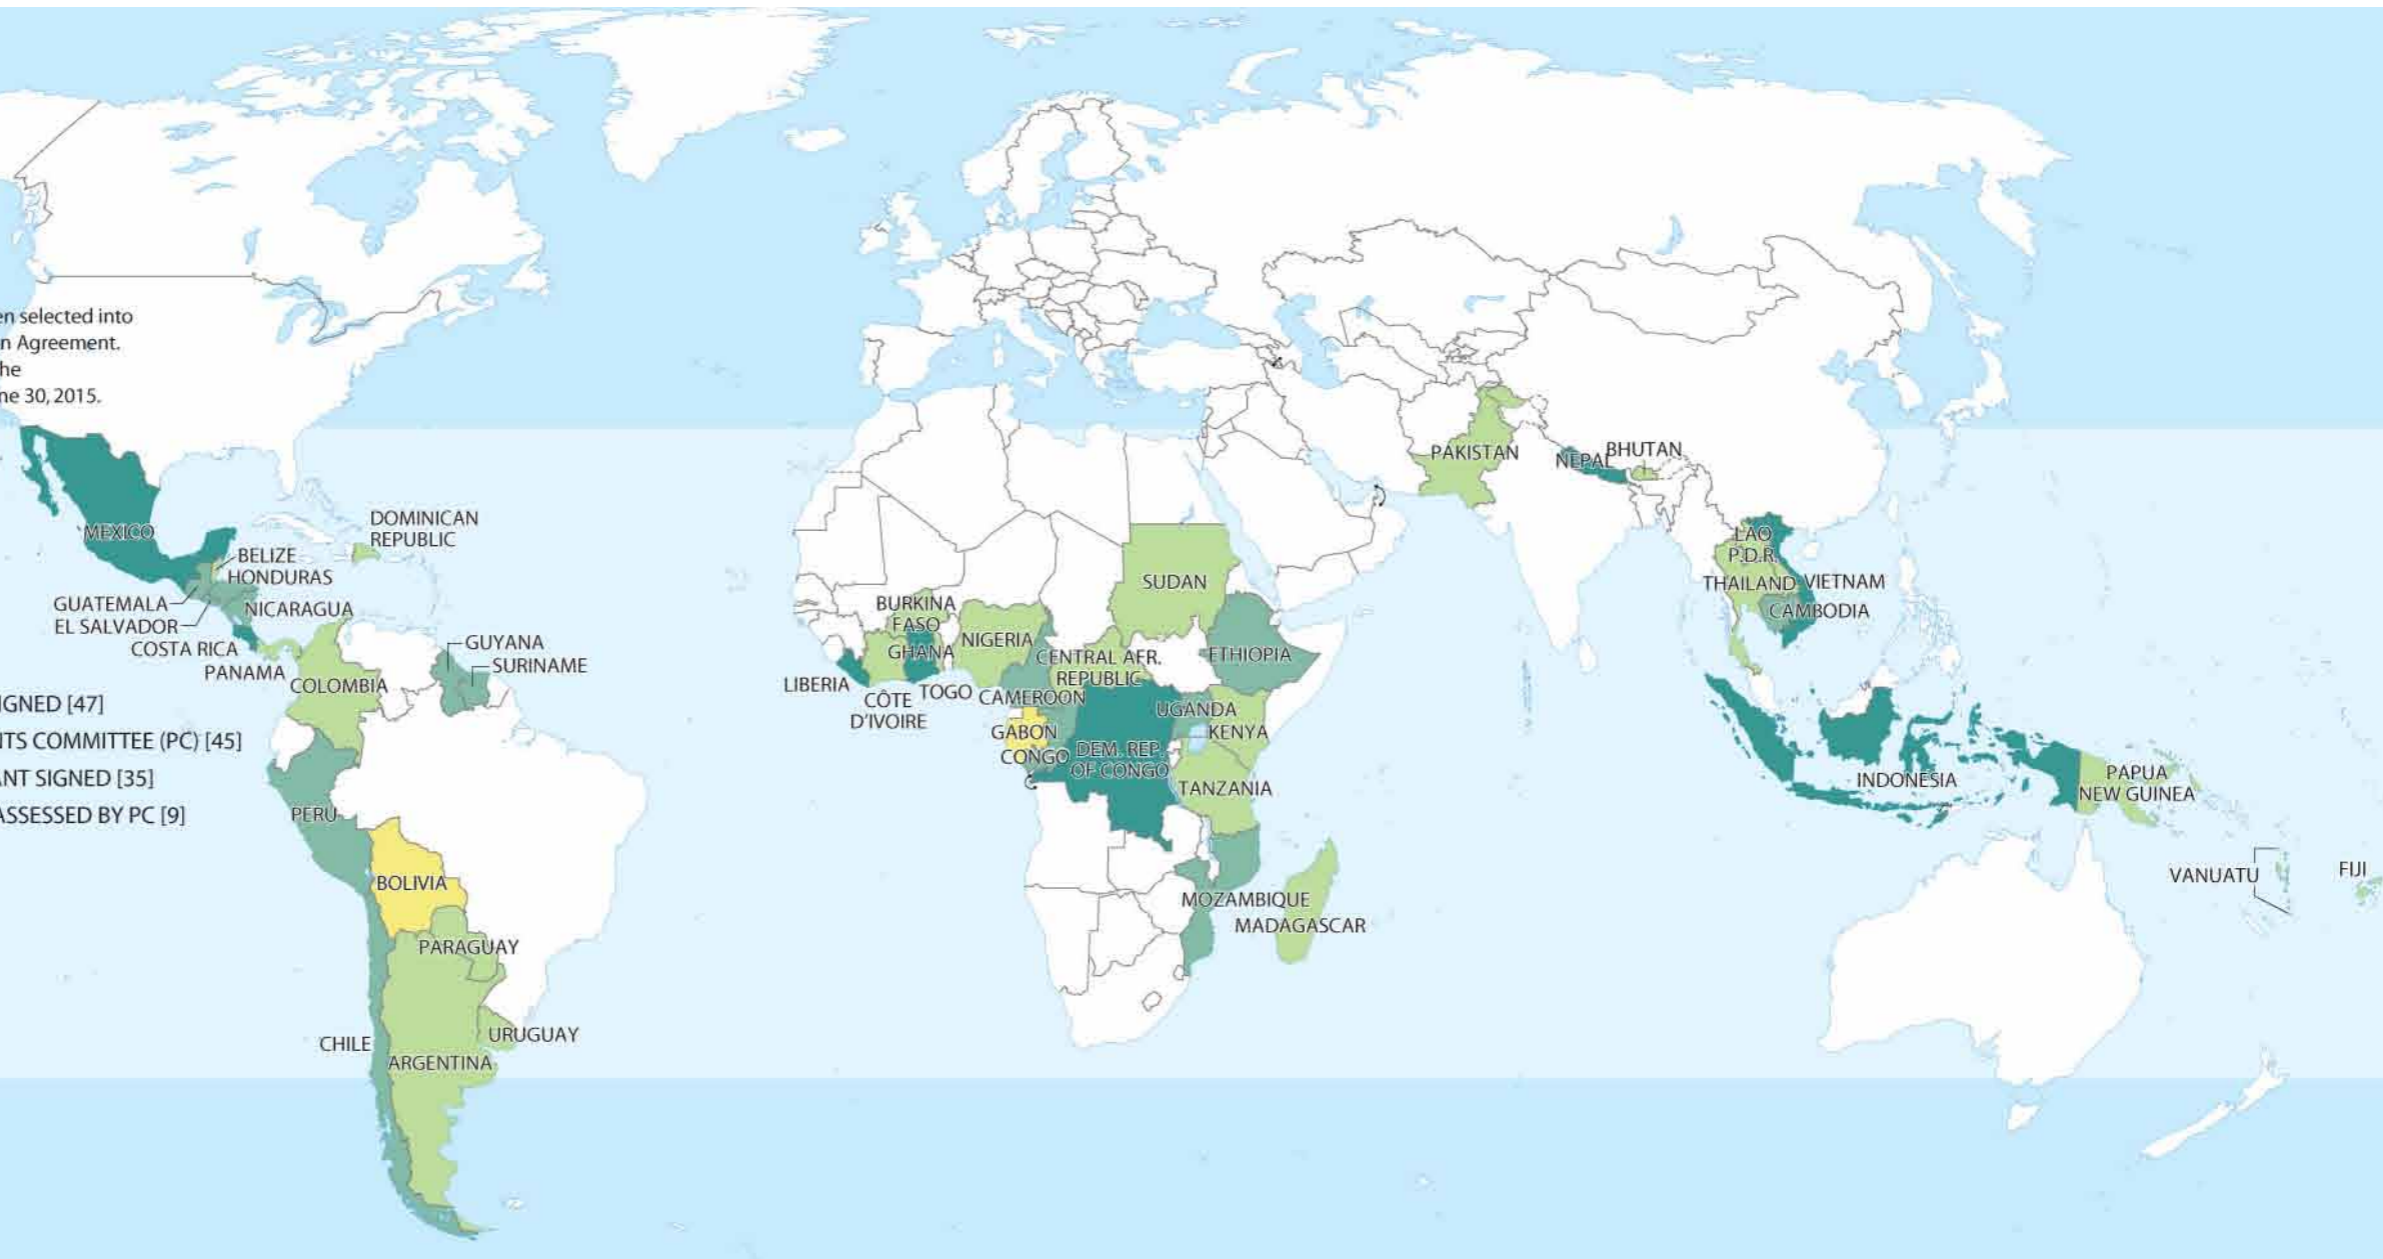 en selected into
n Agreement.
he
ne 30, 2015.
IGNED [47]
NTS COMMITTEE (PC) [45]
ANT SIGNED [35]
ASSESSED BY PC [9]
MEXICO
BELIZE
HONDURAS
GUATEMALA
EL SALVADOR
NICARAGUA
COSTA RICA
PANAMA
DOMINICAN
REPUBLIC
COLOMBIA
GUYANA
SURINAME
PERU
BOLIVIA
PARAGUAY
CHILE
ARGENTINA
URUGUAY
LIBERIA
CÔTE
D'IVOIRE
BURKINA
FASO
GHANA
TOGO
NIGERIA
CAMEROON
CENTRAL AFR.
REPUBLIC
SUDAN
ETHIOPIA
UGANDA
KENYA
GABON
CONGO
DEM. REP.
OF CONGO
TANZANIA
MOZAMBIQUE
MADAGASCAR
PAKISTAN
NEPAL
BHUTAN
LAO
P.D.R.
THAILAND
VIETNAM
CAMBODIA
INDONESIA
PAPUA
NEW GUINEA
VANUATU
FIJI